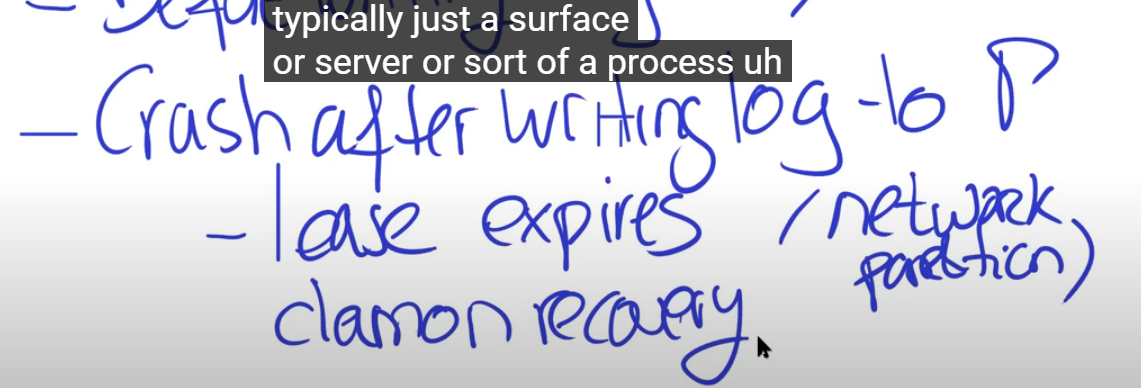 typically just a surface
or server or sort of a process uh
- Crash after writing log to P
- lease expires (network
partition)
damon recovery